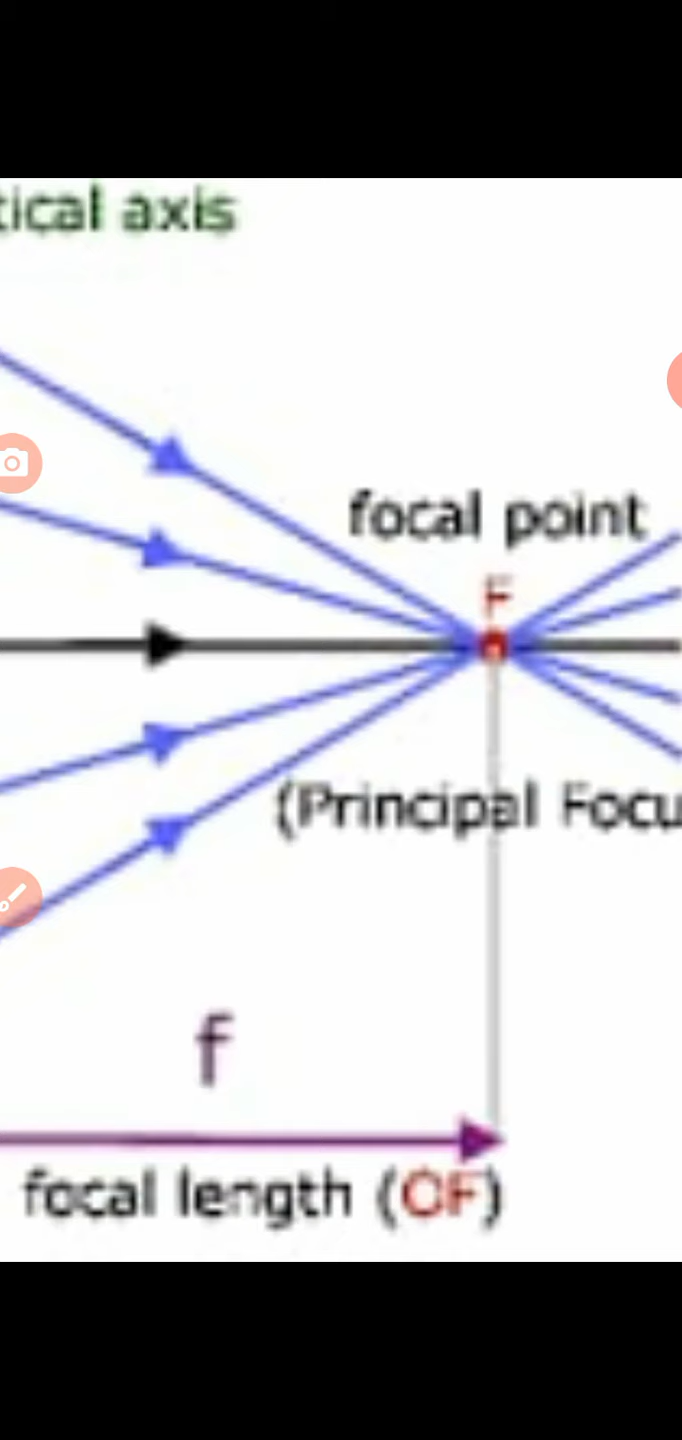 tical axis
focal point
F
(Principal Focu
f
focal length (OF)